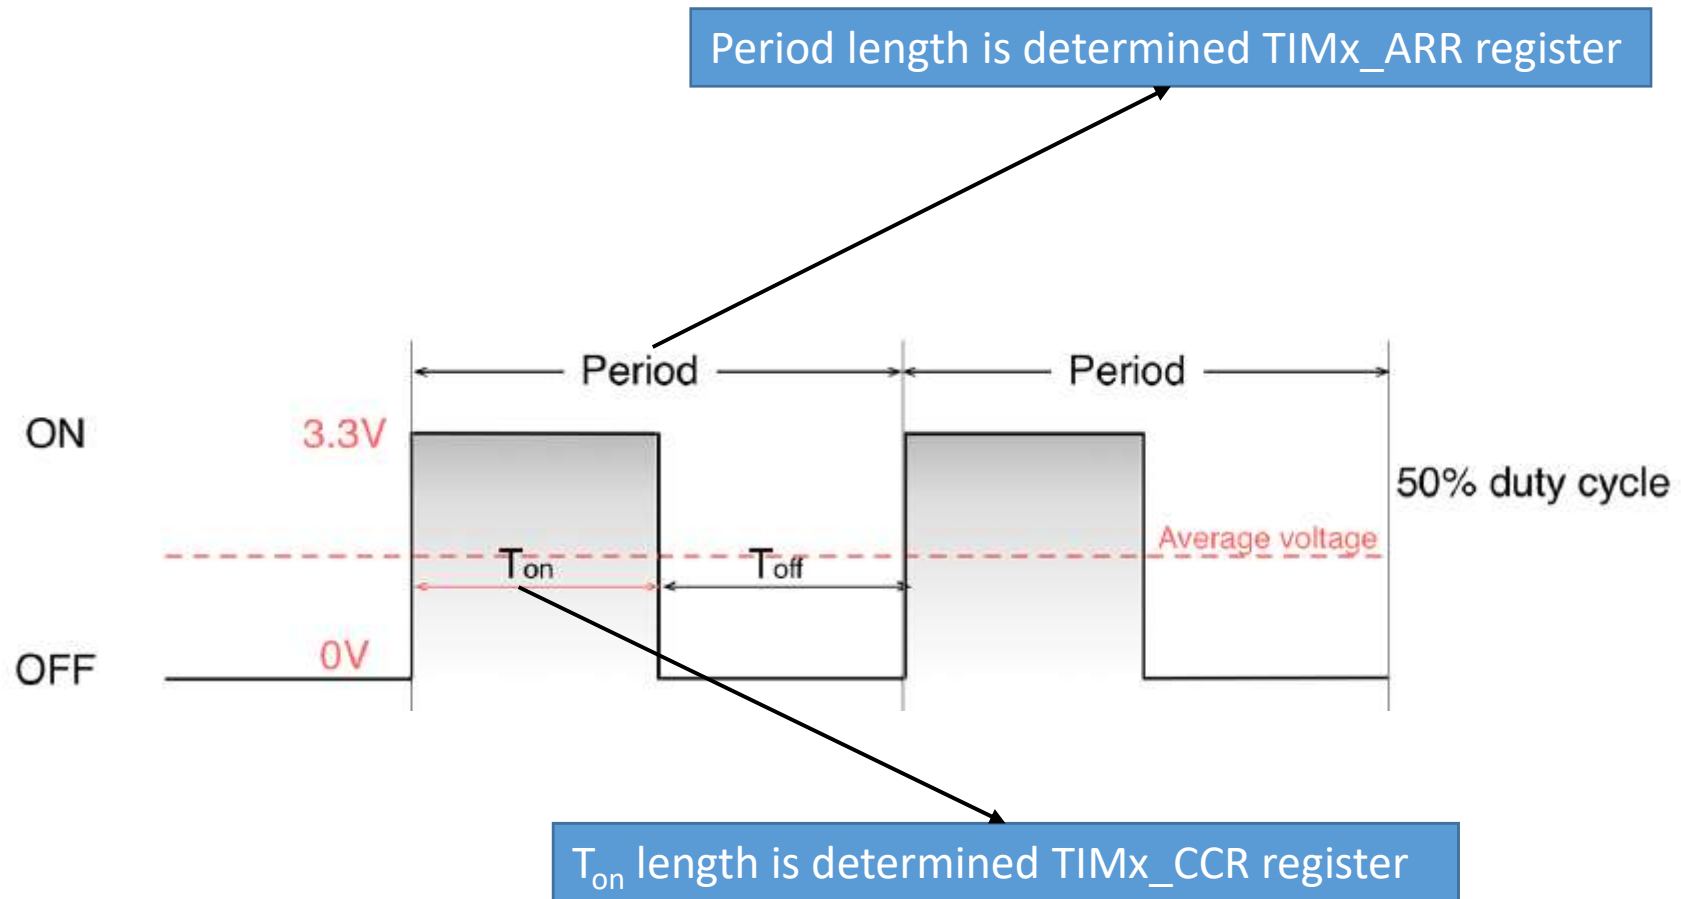 Period length is determined TIMx_ARR register
Period Period
ON 3.3V
50% duty cycle
Average voltage
Ton Toff
OFF 0V
Ton length is determined TIMx_CCR register